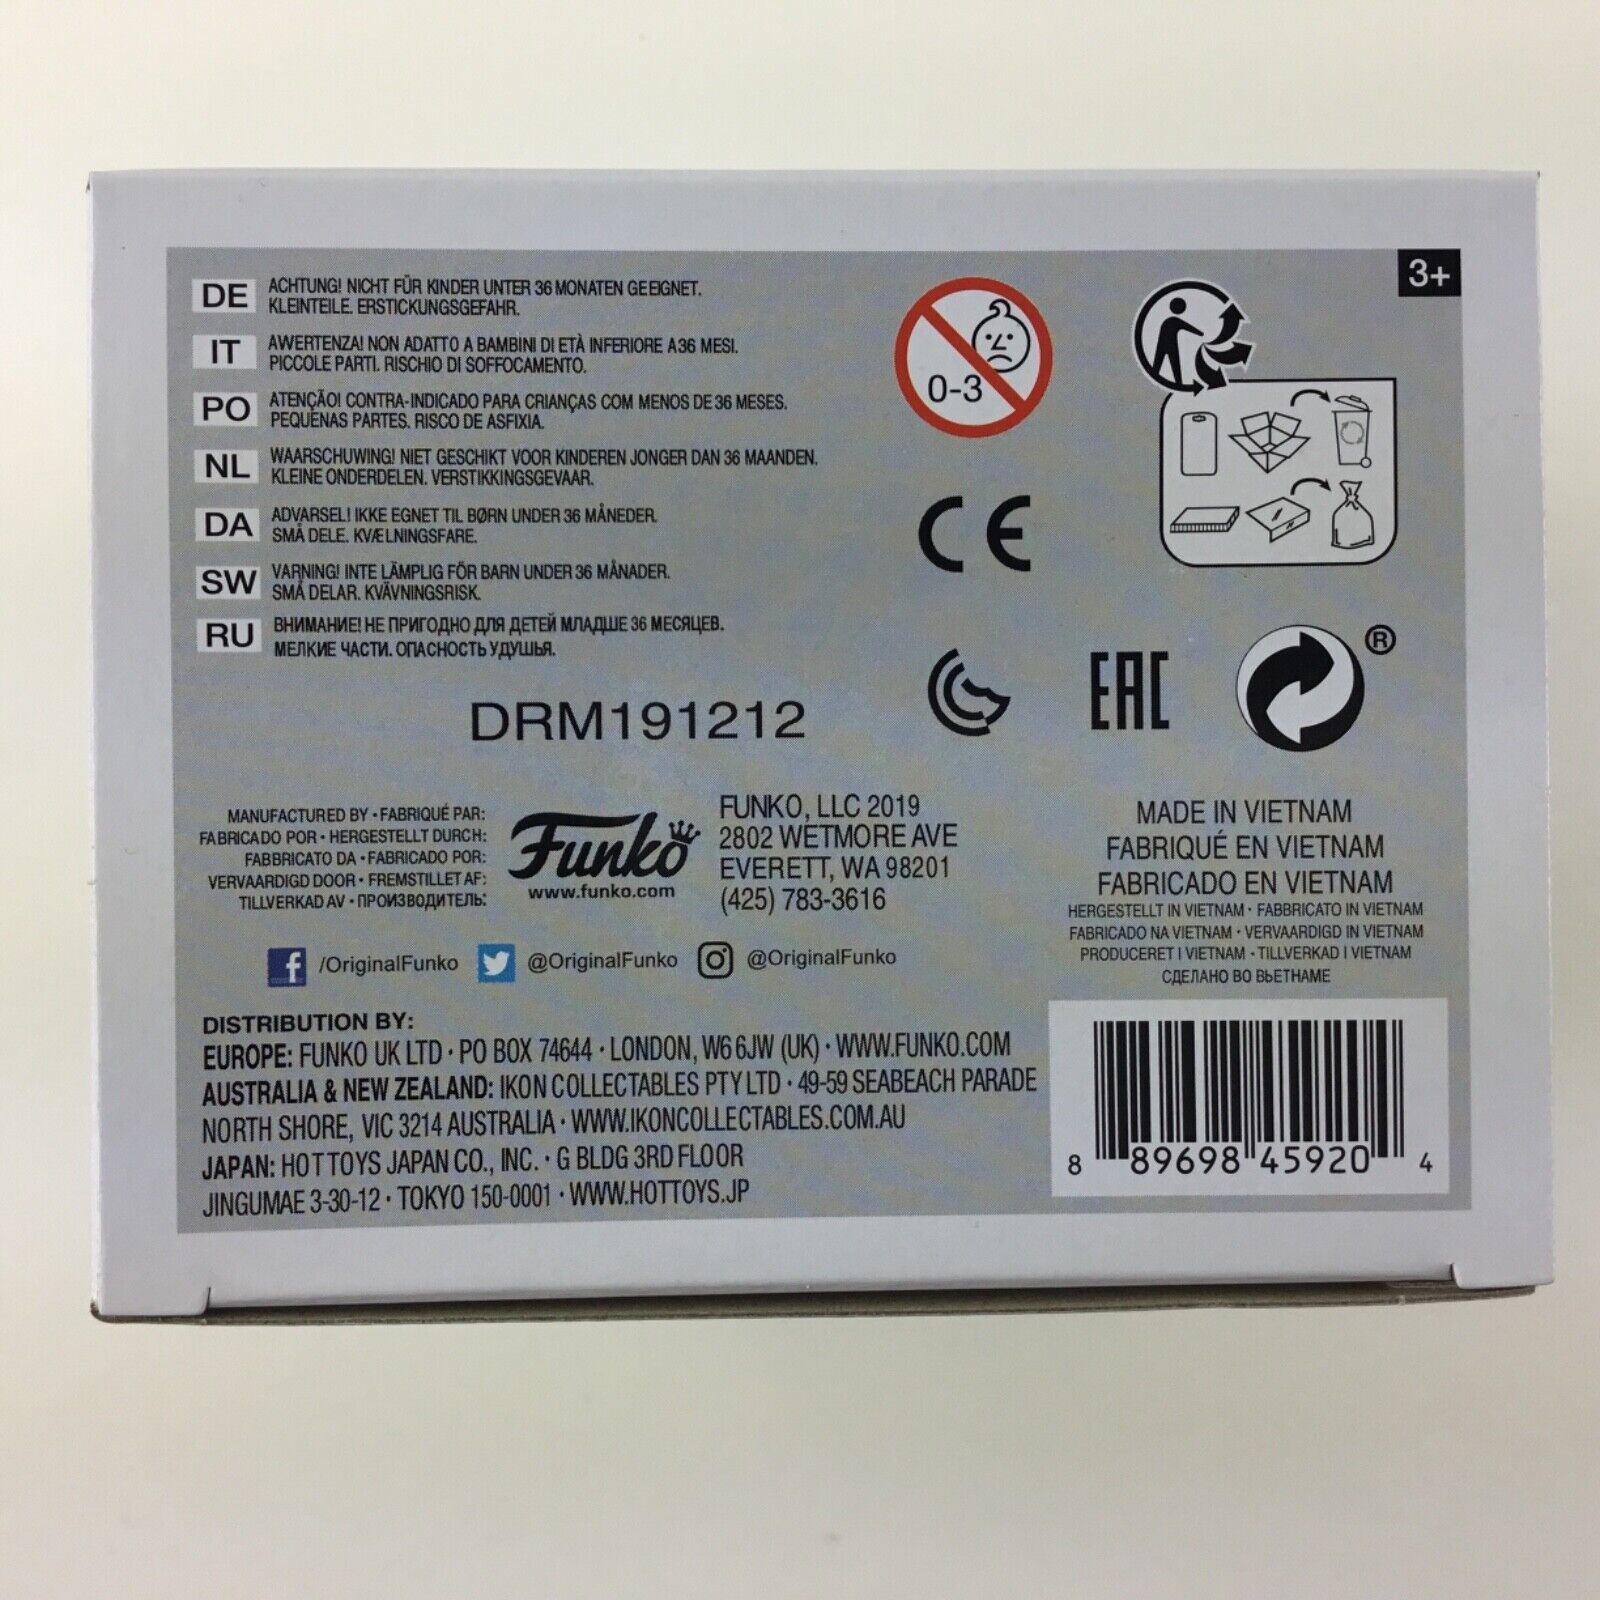 3+
DE ACHTUNG! NICHT FÜR KINDER UNTER 36 MONATEN GEEIGNET.
KLEINTEILE. ERSTICKUNGSGEFAHR.
IT AWERTENZA! NON ADATTO A BAMBINI DI ETÀ INFERIORE A 36 MESI.
PICCOLE PARTI. RISCHIO DI SOFFOCAMENTO.
PO ATENÇÃO! CONTRA-INDICADO PARA CRIANÇAS COM MENOS DE 36 MESES.
PEQUENAS PARTES. RISCO DE ASFIXIA.
NL WAARSCHUWING! NIET GESCHIKT VOOR KINDEREN JONGER DAN 36 MAANDEN.
KLEINE ONDERDELEN. VERSTIKKINGSGEVAAR.
DA ADVARSEL! IKKE EGNET TIL BØRN UNDER 36 MÅNEDER.
SMÅ DELE. KVÆLNINGSFARE.
SW VARNING! INTE LÄMPLIG FÖR BARN UNDER 36 MÅNADER.
SMÅ DELAR. KVÄVNINGSRISK.
RU ВНИМАНИЕ! НЕ ПРИГОДНО ДЛЯ ДЕТЕЙ МЛАДШЕ 36 МЕСЯЦЕВ.
МЕЛКИЕ ЧАСТИ. ОПАСНОСТЬ УДУШЬЯ.
0-3
CE
EAC
®
DRM191212
MANUFACTURED BY • FABRIQUÉ PAR:
FABRICADO POR • HERGESTELLT DURCH:
FABBRICATO DA • FABRICADO POR:
VERVAARDIGD DOOR • FREMSTILLET AF:
TILLVERKAD AV • ПРОИЗВОДИТЕЛЬ:
Funko
www.funko.com
FUNKO, LLC 2019
2802 WETMORE AVE
EVERETT, WA 98201
(425) 783-3616
MADE IN VIETNAM
FABRIQUÉ EN VIETNAM
FABRICADO EN VIETNAM
HERGESTELLT IN VIETNAM • FABBRICATO IN VIETNAM
FABRICADO NA VIETNAM • VERVAARDIGD IN VIETNAM
PRODUCERET I VIETNAM • TILLVERKAD I VIETNAM
СДЕЛАНО ВО ВЬЕТНАМЕ
/OriginalFunko @OriginalFunko @OriginalFunko
DISTRIBUTION BY:
EUROPE: FUNKO UK LTD • PO BOX 74644 • LONDON, W6 6JW (UK) • WWW.FUNKO.COM
AUSTRALIA & NEW ZEALAND: IKON COLLECTABLES PTY LTD • 49-59 SEABEACH PARADE
NORTH SHORE, VIC 3214 AUSTRALIA • WWW.IKONCOLLECTABLES.COM.AU
JAPAN: HOT TOYS JAPAN CO., INC. • G BLDG 3RD FLOOR
JINGUMAE 3-30-12 • TOKYO 150-0001 • WWW.HOTTOYS.JP
8 89698 45920 4